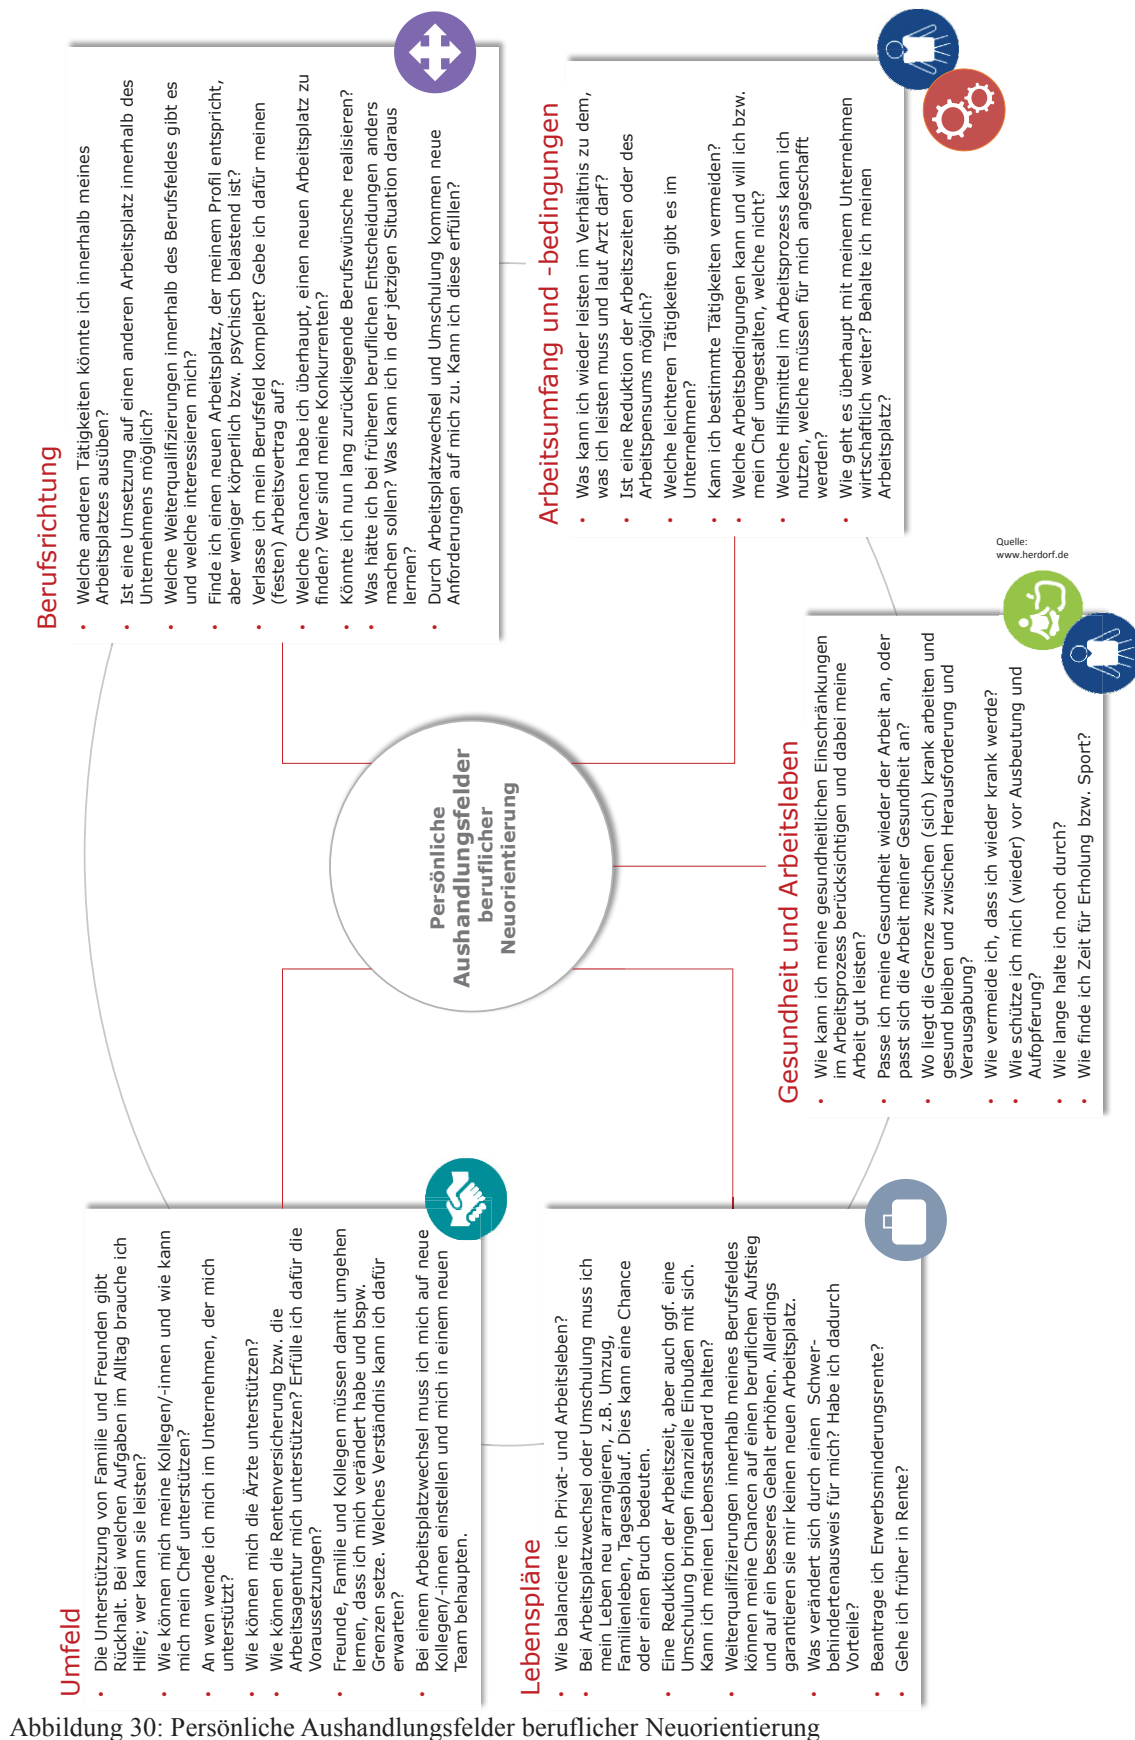 Umfeld
• Die Unterstützung von Familie und Freunden gibt
Rückhalt. Bei welchen Aufgaben im Alltag brauche ich
Hilfe; wer kann sie leisten?
• Wie können mich meine Kollegen/-innen und wie kann
mich mein Chef unterstützen?
• An wen wende ich mich im Unternehmen, der mich
unterstützt?
• Wie können mich die Ärzte unterstützen?
• Wie können die Rentenversicherung bzw. die
Arbeitsagentur mich unterstützen? Erfülle ich dafür die
Voraussetzungen?
• Freunde, Familie und Kollegen müssen damit umgehen
lernen, dass ich mich verändert habe und bspw.
Grenzen setze. Welches Verständnis kann ich dafür
erwarten?
• Bei einem Arbeitsplatzwechsel muss ich mich auf neue
Kollegen/-innen einstellen und mich in einem neuen
Team behaupten.
Berufsrichtung
• Welche anderen Tätigkeiten könnte ich innerhalb meines
Arbeitsplatzes ausüben?
• Ist eine Umsetzung auf einen anderen Arbeitsplatz innerhalb des
Unternehmens möglich?
• Welche Weiterqualifizierungen innerhalb des Berufsfeldes gibt es
und welche interessieren mich?
• Finde ich einen neuen Arbeitsplatz, der meinem Profil entspricht,
aber weniger körperlich bzw. psychisch belastend ist?
• Verlasse ich mein Berufsfeld komplett? Gebe ich dafür meinen
(festen) Arbeitsvertrag auf?
• Welche Chancen habe ich überhaupt, einen neuen Arbeitsplatz zu
finden? Wer sind meine Konkurrenten?
• Könnte ich nun lang zurückliegende Berufswünsche realisieren?
• Was hätte ich bei früheren beruflichen Entscheidungen anders
machen sollen? Was kann ich in der jetzigen Situation daraus
lernen?
• Durch Arbeitsplatzwechsel und Umschulung kommen neue
Anforderungen auf mich zu. Kann ich diese erfüllen?
Persönliche
Aushandlungsfelder
beruflicher
Neuorientierung
Lebenspläne
• Wie balanciere ich Privat- und Arbeitsleben?
• Bei Arbeitsplatzwechsel oder Umschulung muss ich
mein Leben neu arrangieren, z.B. Umzug,
Familienleben, Tagesablauf. Dies kann eine Chance
oder einen Bruch bedeuten.
• Eine Reduktion der Arbeitszeit, aber auch ggf. eine
Umschulung bringen finanzielle Einbußen mit sich.
Kann ich meinen Lebensstandard halten?
• Weiterqualifizierungen innerhalb meines Berufsfeldes
können meine Chancen auf einen beruflichen Aufstieg
und auf ein besseres Gehalt erhöhen. Allerdings
garantieren sie mir keinen neuen Arbeitsplatz.
• Was verändert sich durch einen Schwer-
behindertenausweis für mich? Habe ich dadurch
Vorteile?
• Beantrage ich Erwerbsminderungsrente?
• Gehe ich früher in Rente?
Gesundheit und Arbeitsleben
• Wie kann ich meine gesundheitlichen Einschränkungen
im Arbeitsprozess berücksichtigen und dabei meine
Arbeit gut leisten?
• Passe ich meine Gesundheit wieder der Arbeit an, oder
passt sich die Arbeit meiner Gesundheit an?
• Wo liegt die Grenze zwischen (sich) krank arbeiten und
gesund bleiben und zwischen Herausforderung und
Verausgabung?
• Wie vermeide ich, dass ich wieder krank werde?
• Wie schütze ich mich (wieder) vor Ausbeutung und
Aufopferung?
• Wie lange halte ich noch durch?
• Wie finde ich Zeit für Erholung bzw. Sport?
Arbeitsumfang und -bedingungen
• Was kann ich wieder leisten im Verhältnis zu dem,
was ich leisten muss und laut Arzt darf?
• Ist eine Reduktion der Arbeitszeiten oder des
Arbeitspensums möglich?
• Welche leichteren Tätigkeiten gibt es im
Unternehmen?
• Kann ich bestimmte Tätigkeiten vermeiden?
• Welche Arbeitsbedingungen kann und will ich bzw.
mein Chef umgestalten, welche nicht?
• Welche Hilfsmittel im Arbeitsprozess kann ich
nutzen, welche müssen für mich angeschafft
werden?
• Wie geht es überhaupt mit meinem Unternehmen
wirtschaftlich weiter? Behalte ich meinen
Arbeitsplatz?
Quelle:
www.herdorf.de
Abbildung 30: Persönliche Aushandlungsfelder beruflicher Neuorientierung